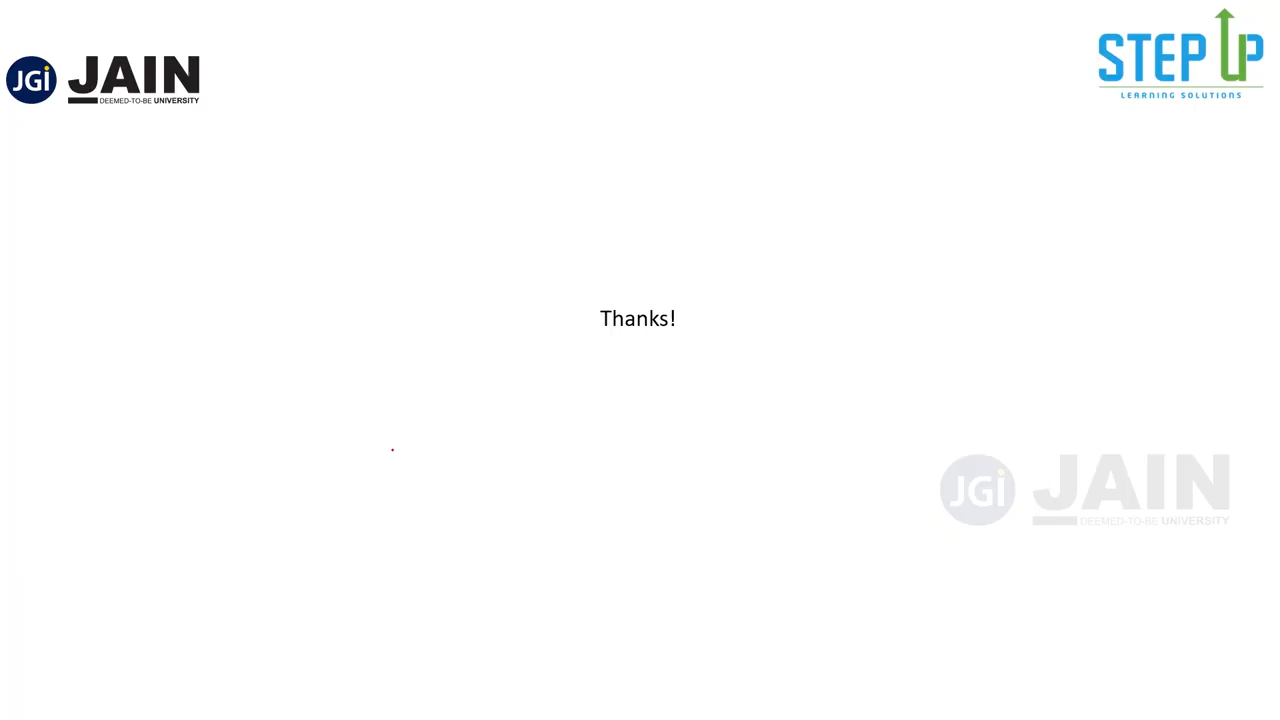 JGi JAIN
DEEMED-TO-BE UNIVERSITY
STEP UP
LEARNING SOLUTIONS
Thanks!
JGi JAIN
DEEMED-TO-BE UNIVERSITY